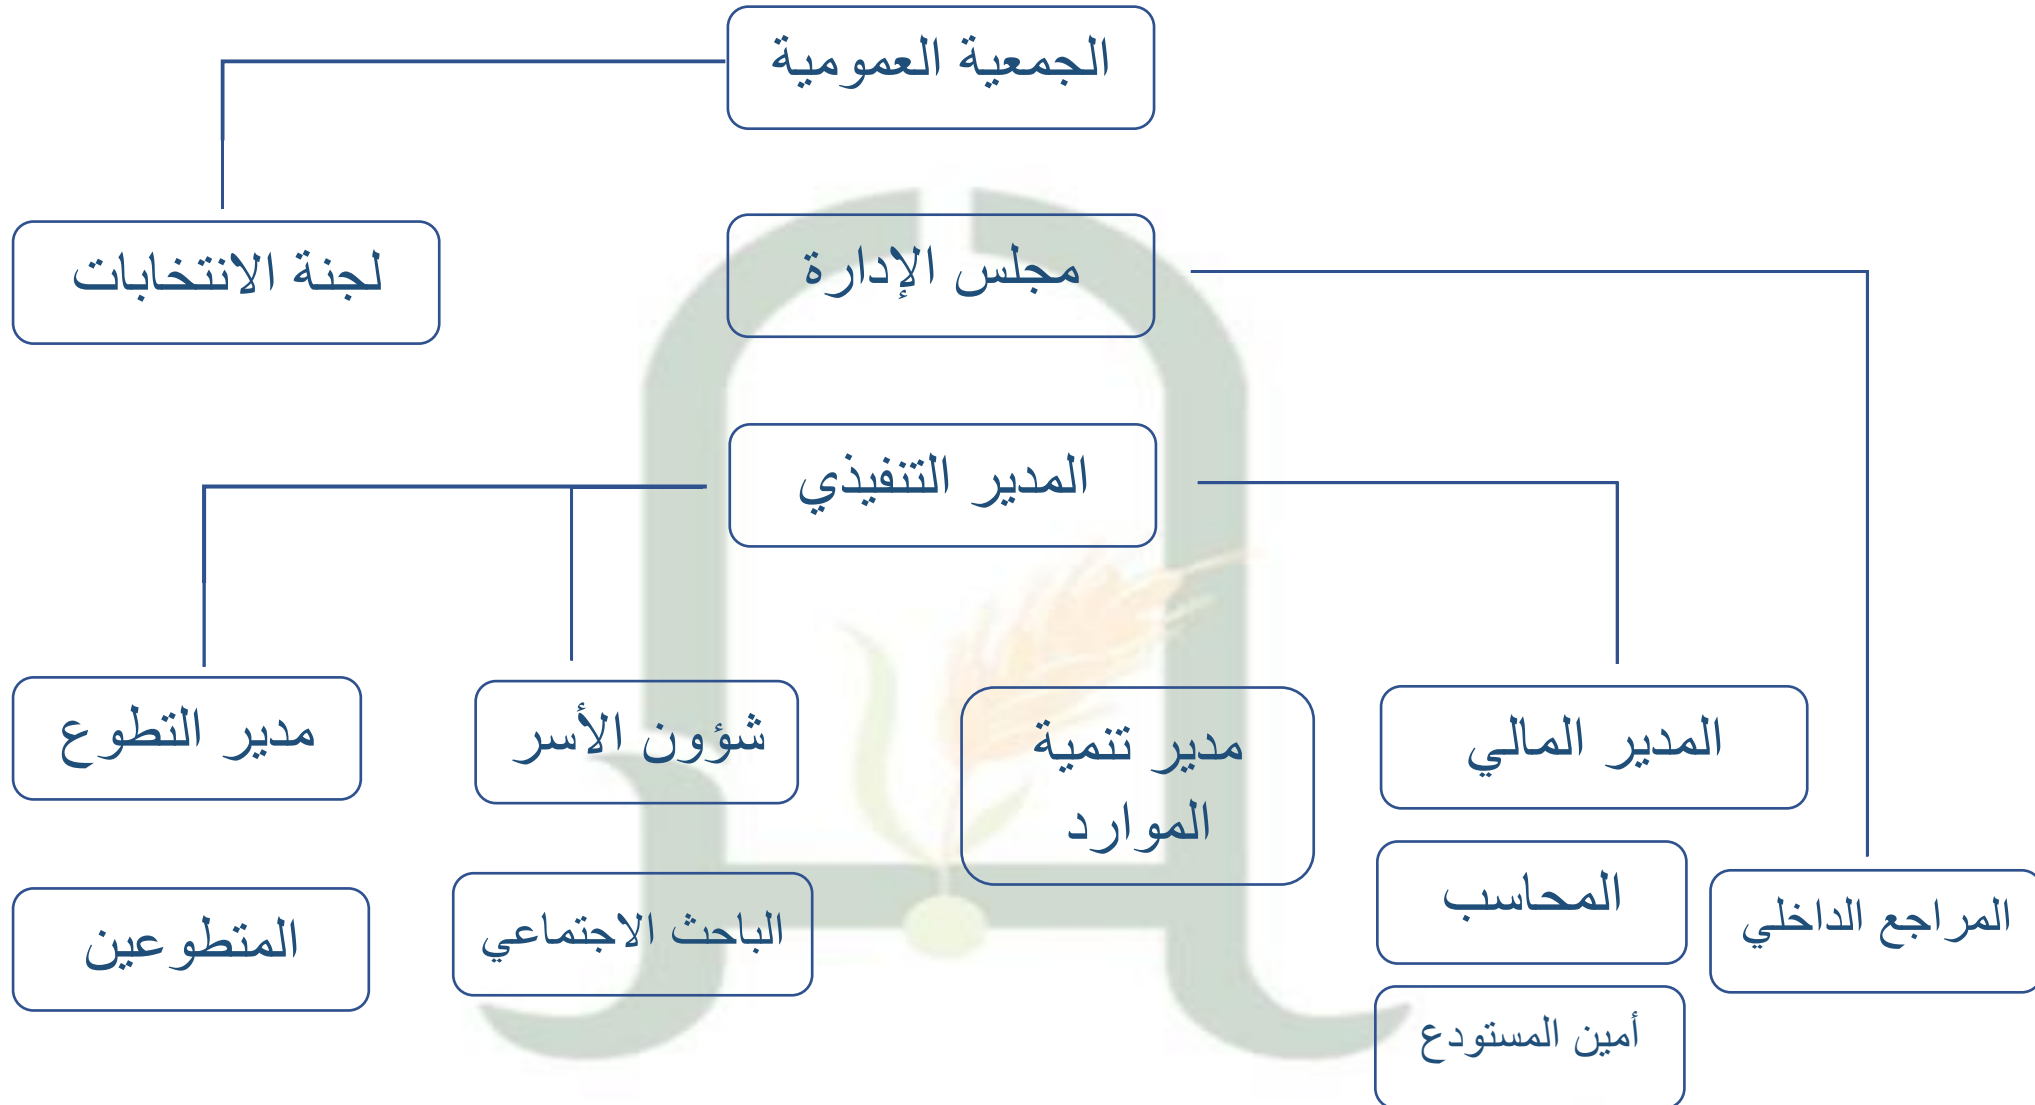 الجمعية العمومية
مجلس الإدارة
لجنة الانتخابات
المدير التنفيذي
المدير المالي
مدير تنمية
الموارد
شؤون الأسر
مدير التطوع
المحاسب
المراجع الداخلي
الباحث الاجتماعي
المتطوعين
أمين المستودع